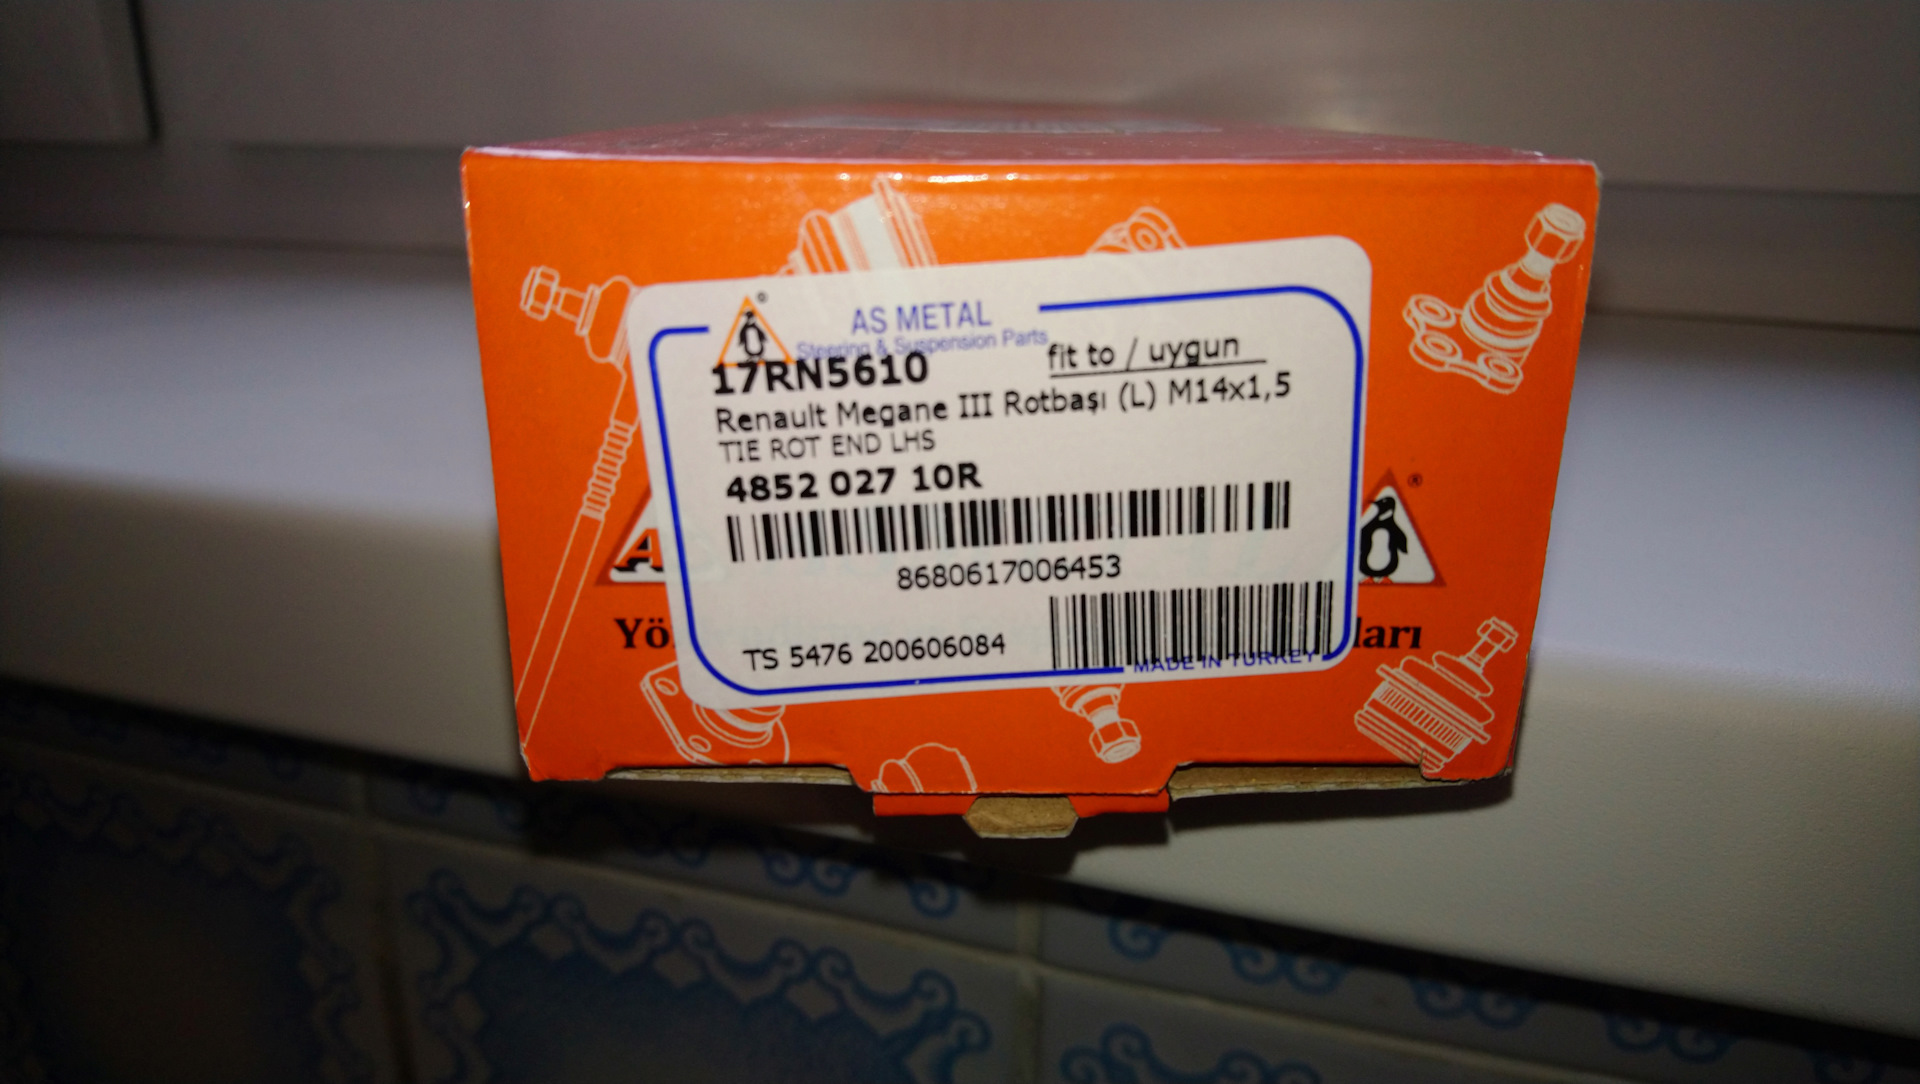 AS METAL
Steering & Suspension Parts
17RN5610
fit to / uygun
Renault Megane III Rotbaşı (L) M14x1,5
TIE ROT END LHS
4852 027 10R
8680617006453
TS 5476 200606084
MADE IN TURKEY